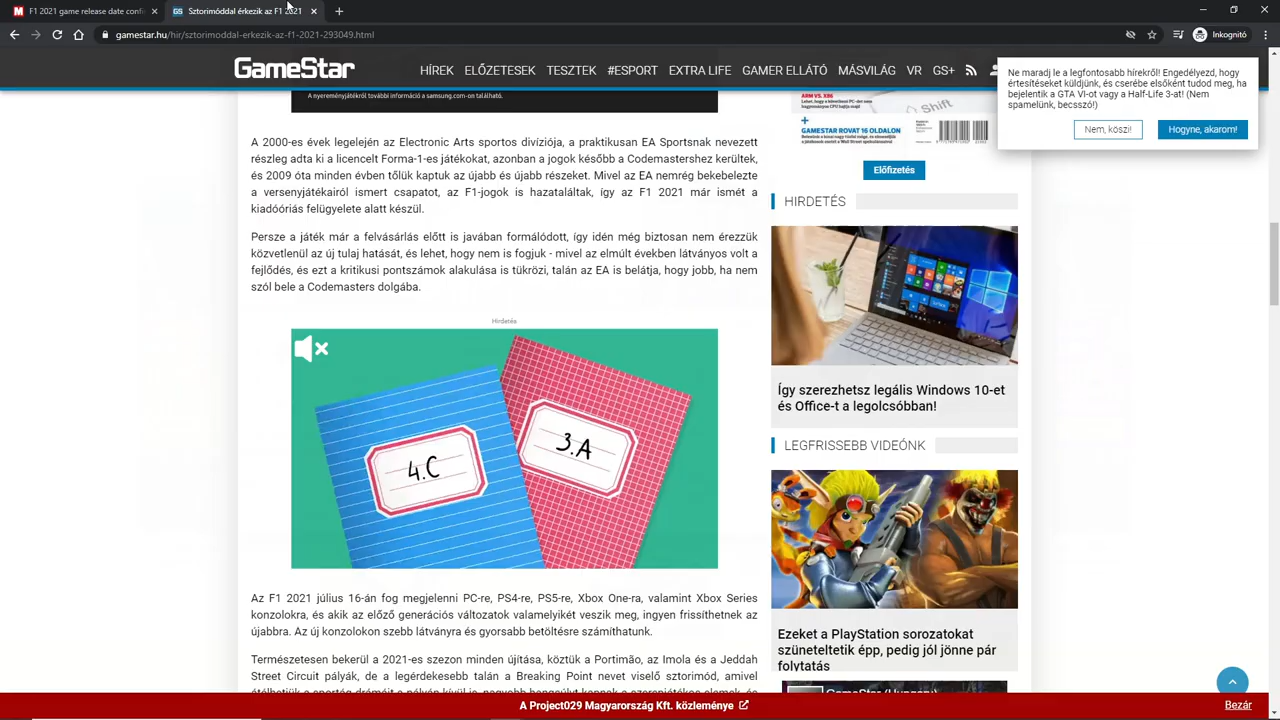 F1 2021 game release date confi
Sztorimóddal érkezik az F1 2021
gamestar.hu/hir/sztorimoddal-erkezik-az-f1-2021-293049.html
Inkognitó
GameStar
HÍREK ELŐZETESEK TESZTEK #ESPORT EXTRA LIFE GAMER ELLÁTÓ MÁSVILÁG VR GS+
Ne maradj le a legfontosabb hírekről! Engedélyezd, hogy
értesítéseket küldjünk, és cserébe elsőként tudod meg, ha
bejelentik a GTA VI-ot vagy a Half-Life 3-at! (Nem
spamelünk, becsszó!)
Nem, köszi!
Hogyne, akarom!
A nyereményjátékról további információ a samsung.com-on található.
A 2000-es évek legelején az Electronic Arts sportos divíziója, a praktikusan EA Sportsnak nevezett
részleg adta ki a licencelt Forma-1-es játékokat, azonban a jogok később a Codemastershez kerültek,
és 2009 óta minden évben tőlük kaptuk az újabb és újabb részeket. Mivel az EA nemrég bekebelezte
a versenyjátékairól ismert csapatot, az F1-jogok is hazataláltak, így az F1 2021 már ismét a
kiadóóriás felügyelete alatt készül.
Persze a játék már a felvásárlás előtt is javában formálódott, így idén még biztosan nem érezzük
közvetlenül az új tulaj hatását, és lehet, hogy nem is fogjuk - mivel az elmúlt években látványos volt a
fejlődés, és ezt a kritikusi pontszámok alakulása is tükrözi, talán az EA is belátja, hogy jobb, ha nem
szól bele a Codemasters dolgába.
Hirdetés
4.C
3.A
Az F1 2021 július 16-án fog megjelenni PC-re, PS4-re, PS5-re, Xbox One-ra, valamint Xbox Series
konzolokra, és akik az előző generációs változatok valamelyikét veszik meg, ingyen frissíthetnek az
újabbra. Az új konzolokon szebb látványra és gyorsabb betöltésre számíthatunk.
Természetesen bekerül a 2021-es szezon minden újítása, köztük a Portimão, az Imola és a Jeddah
Street Circuit pályák, de a legérdekesebb talán a Breaking Point nevet viselő sztorimód, amivel
ARM VS. X86
Shift
GAMESTAR ROVAT 16 OLDALON
Előfizetés
HIRDETÉS
Így szerezhetsz legális Windows 10-et
és Office-t a legolcsóbban!
LEGFRISSEBB VIDEÓNK
Ezeket a PlayStation sorozatokat
szüneteltetik épp, pedig jól jönne pár
folytatás
GameStar (Hungary)
A Project029 Magyarország Kft. közleménye
Bezár